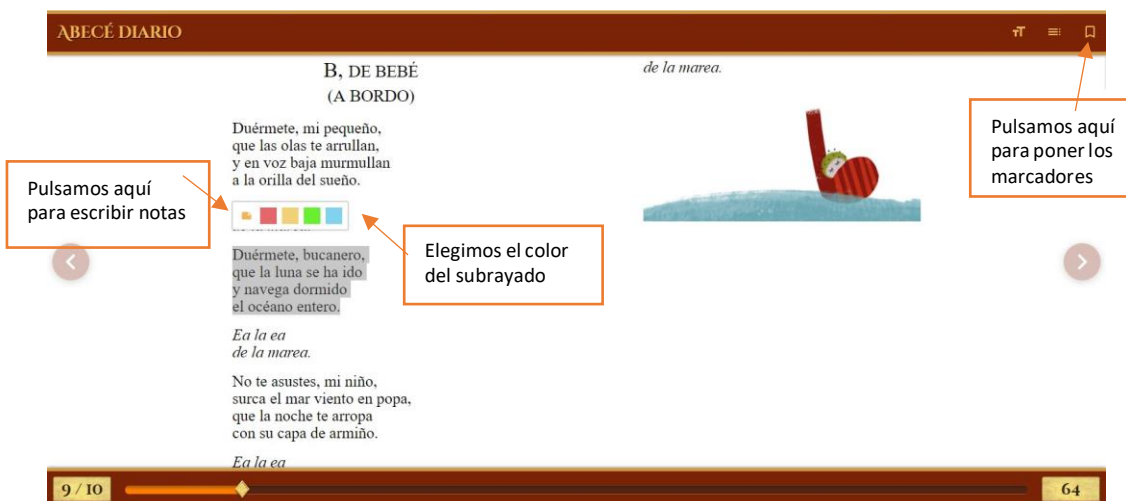 ABECÉ DIARIO
B, DE BEBÉ
(A BORDO)
Duérmete, mi pequeño,
que las olas te arrullan,
y en voz baja murmullan
a la orilla del sueño.
Duérmete, bucanero,
que la luna se ha ido
y navega dormido
el océano entero.
Ea la ea
de la marea.
No te asustes, mi niño,
surca el mar viento en popa,
que la noche te arropa
con su capa de armiño.
Ea la ea
de la marea.
Pulsamos aquí
para escribir notas
Elegimos el color
del subrayado
Pulsamos aquí
para poner los
marcadores
9 / 10
64